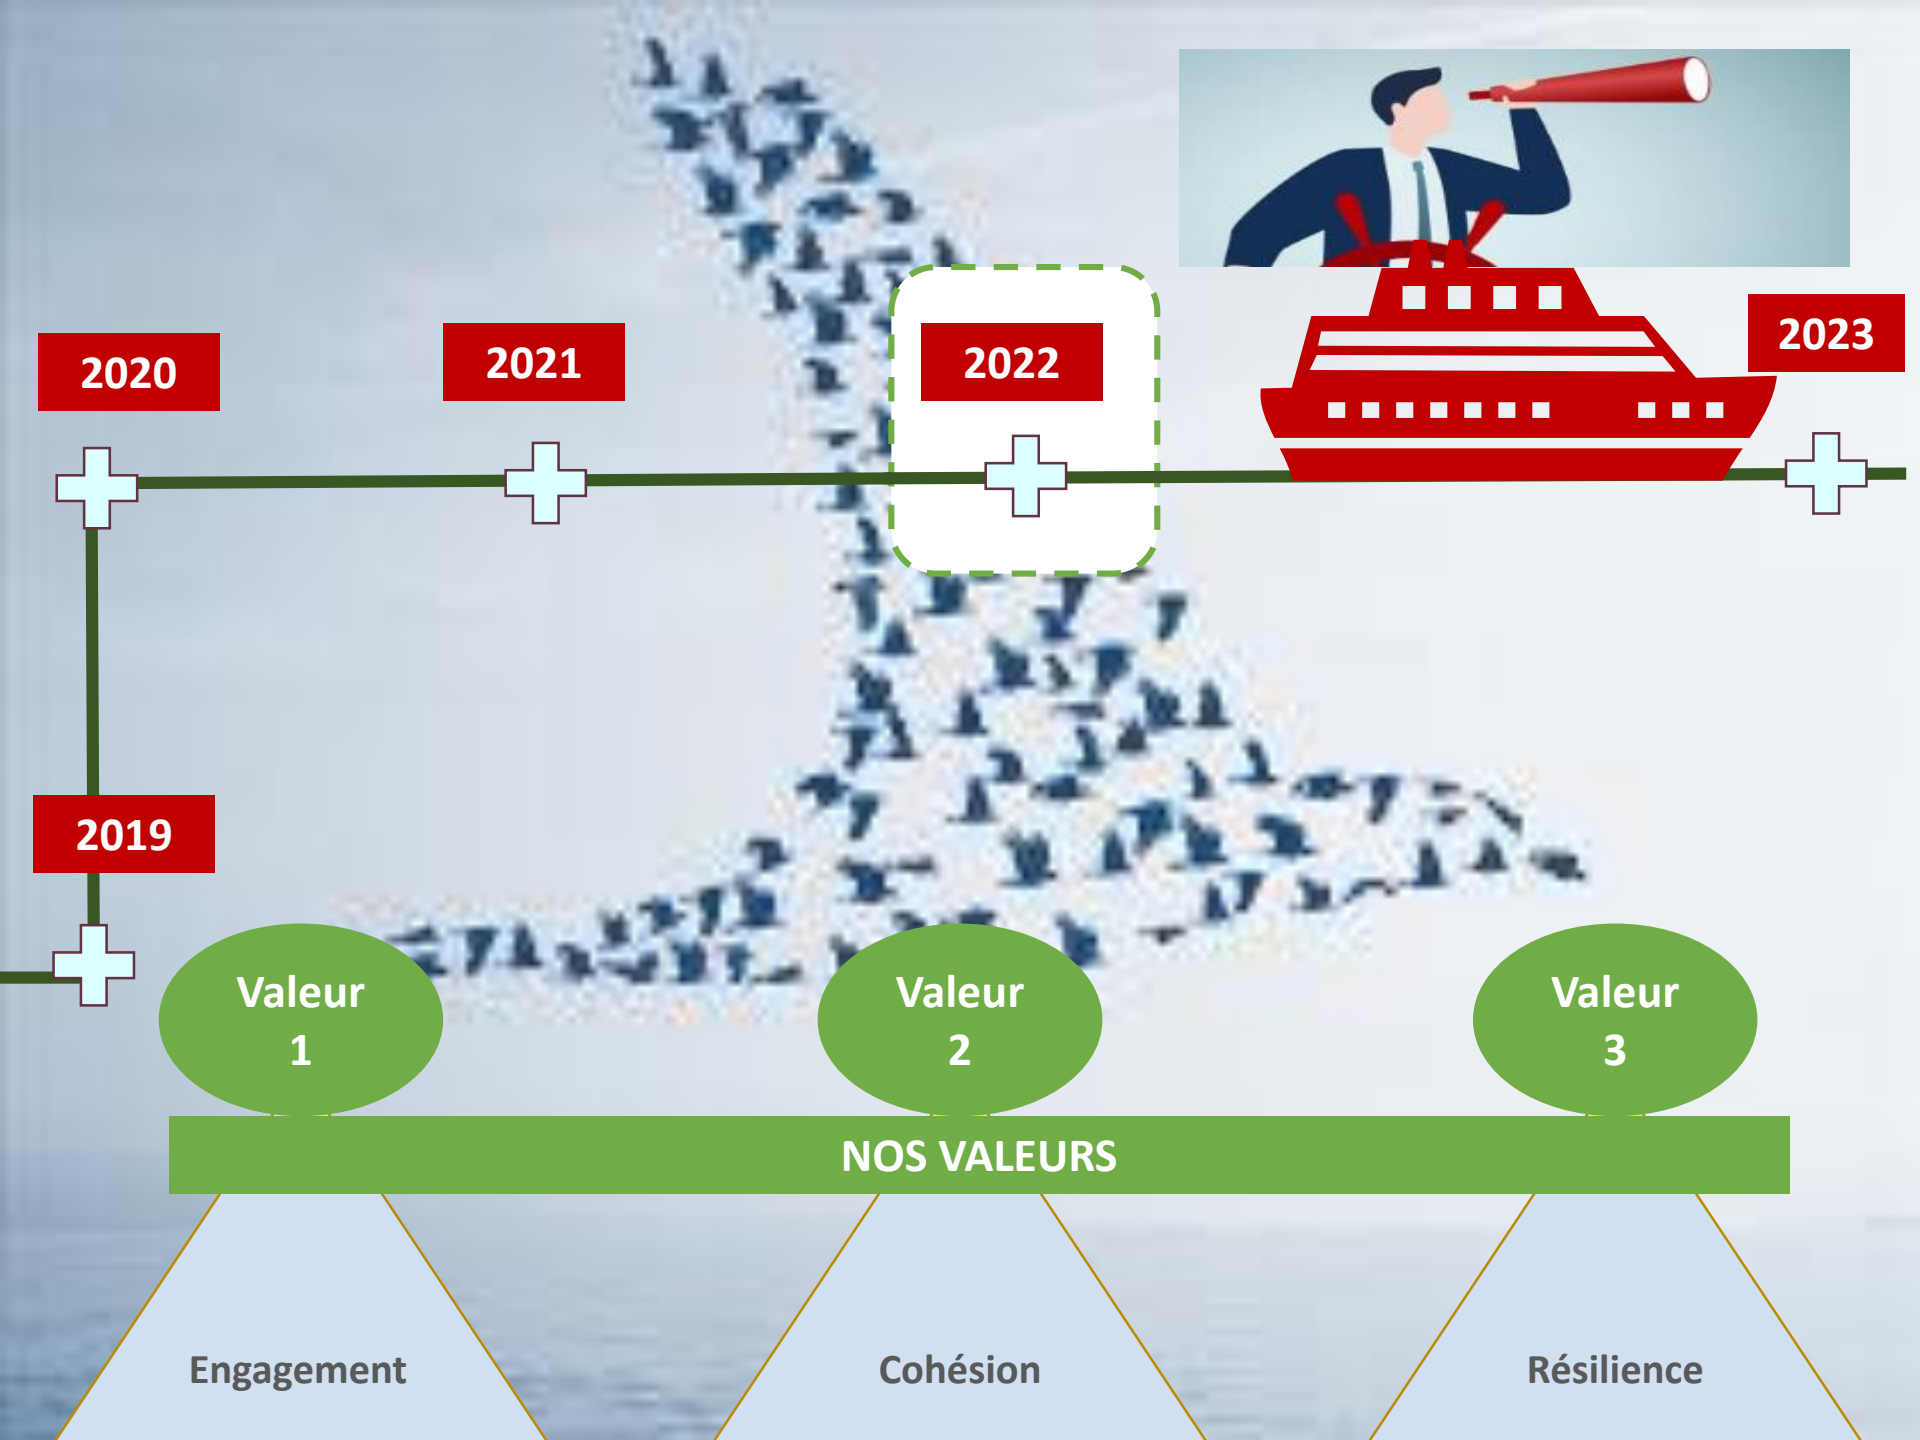 2020
2021
2022
2023
2019
Valeur
1
Valeur
2
Valeur
3
NOS VALEURS
Engagement
Cohésion
Résilience